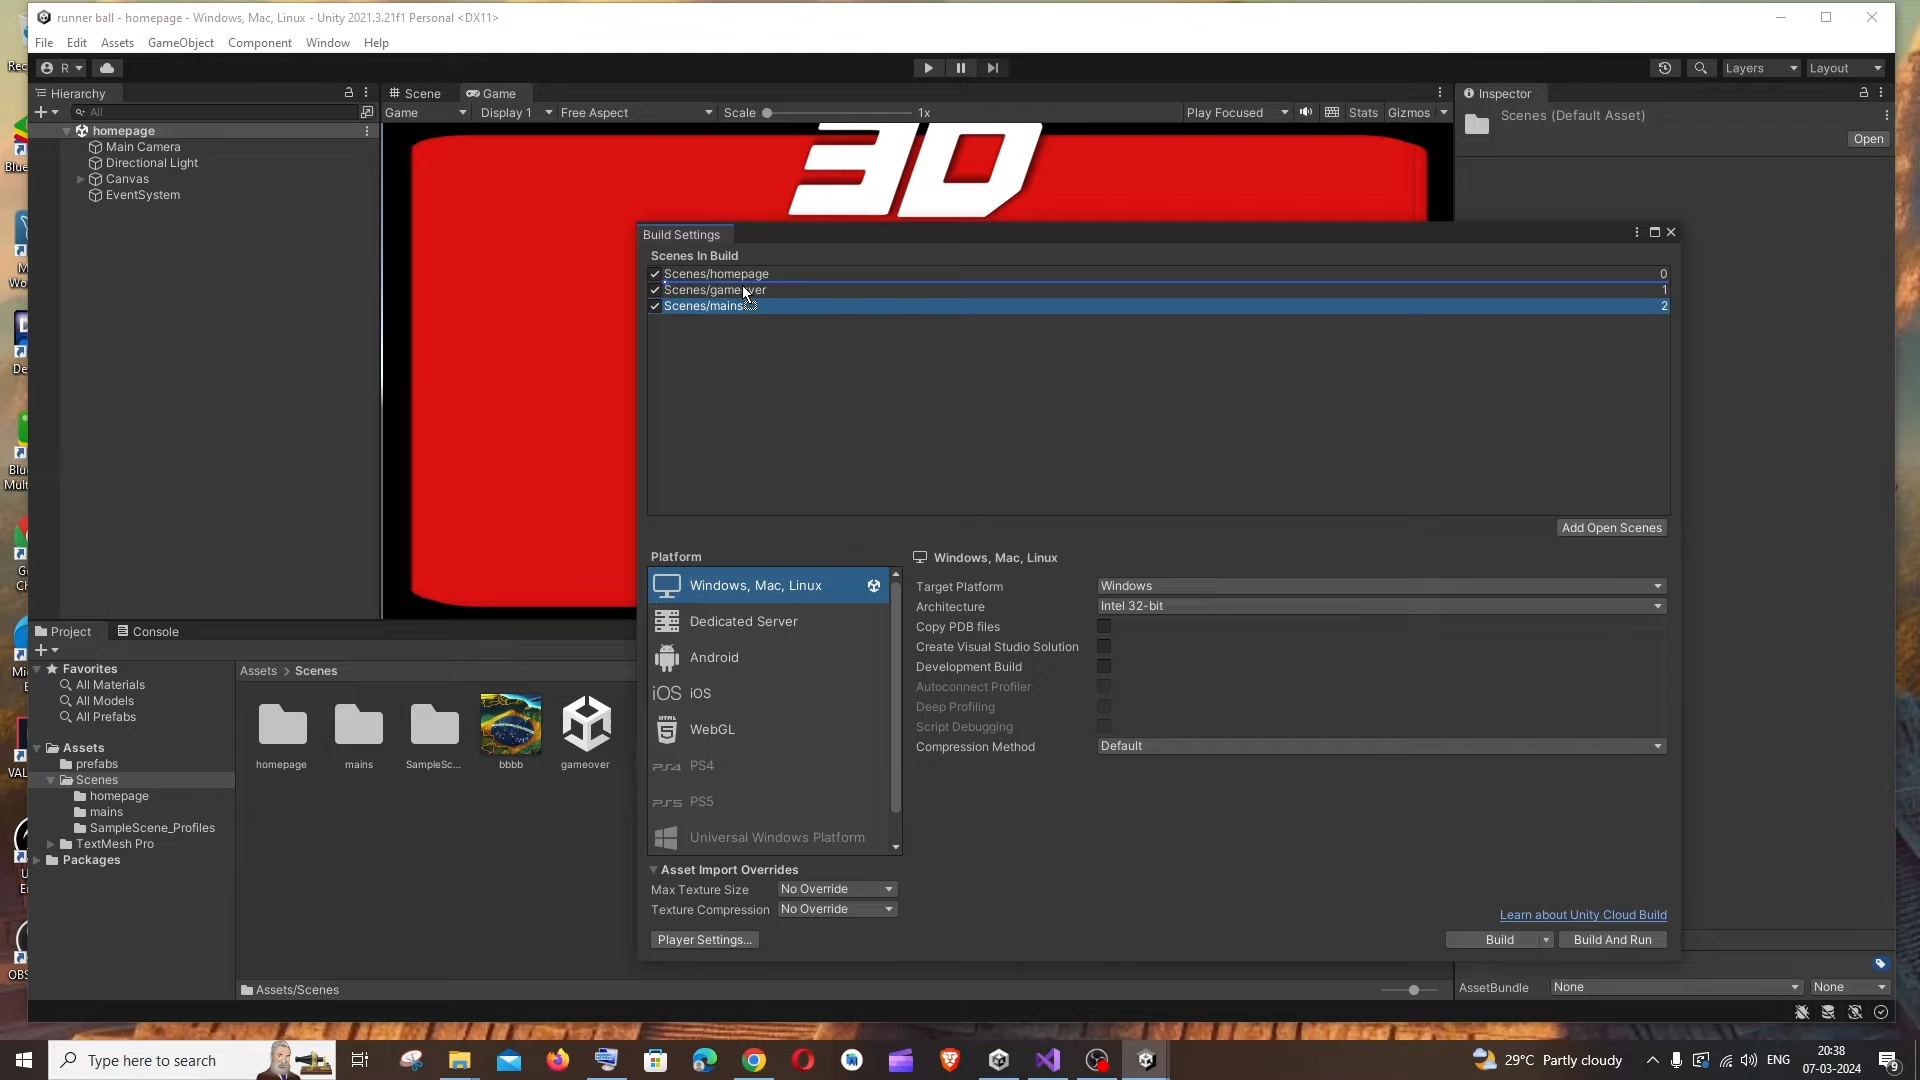 runner ball - homepage - Windows, Mac, Linux - Unity 2021.3.21f1 Personal <DX11>
File Edit Assets GameObject Component Window Help
R
Layers Layout
Hierarchy
All
homepage
Main Camera
Directional Light
Canvas
EventSystem
Scene Game
Game Display 1 Free Aspect Scale 1x Play Focused Stats Gizmos
3D
Inspector
Scenes (Default Asset)
Open
Build Settings
Scenes In Build
Scenes/homepage 0
Scenes/gameover 1
Scenes/mains 2
Add Open Scenes
Platform
Windows, Mac, Linux
Dedicated Server
Android
iOS iOS
HTML 5 WebGL
PS4 PS4
PS5 PS5
Universal Windows Platform
Windows, Mac, Linux
Target Platform Windows
Architecture Intel 32-bit
Copy PDB files
Create Visual Studio Solution
Development Build
Autoconnect Profiler
Deep Profiling
Script Debugging
Compression Method Default
Asset Import Overrides
Max Texture Size No Override
Texture Compression No Override
Player Settings...
Learn about Unity Cloud Build
Build Build And Run
Project Console
Favorites
All Materials
All Models
All Prefabs
Assets
prefabs
Scenes
homepage
mains
SampleScene_Profiles
TextMesh Pro
Packages
Assets > Scenes
homepage mains SampleSc... bbbb gameover
Assets/Scenes
AssetBundle None None
Type here to search
29°C Partly cloudy
ENG
20:38
07-03-2024
9